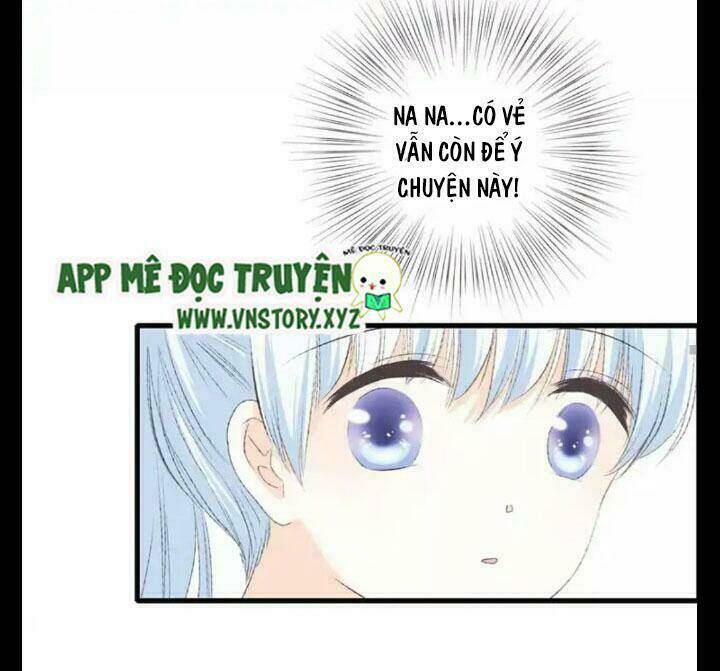 NA NA...CÓ VẺ
VẪN CÒN ĐỂ Ý
CHUYỆN NÀY!
MÊ ĐỌC TRUYỆN
APP MÊ ĐỌC TRUYỆN
WWW.VNSTORY.XYZ